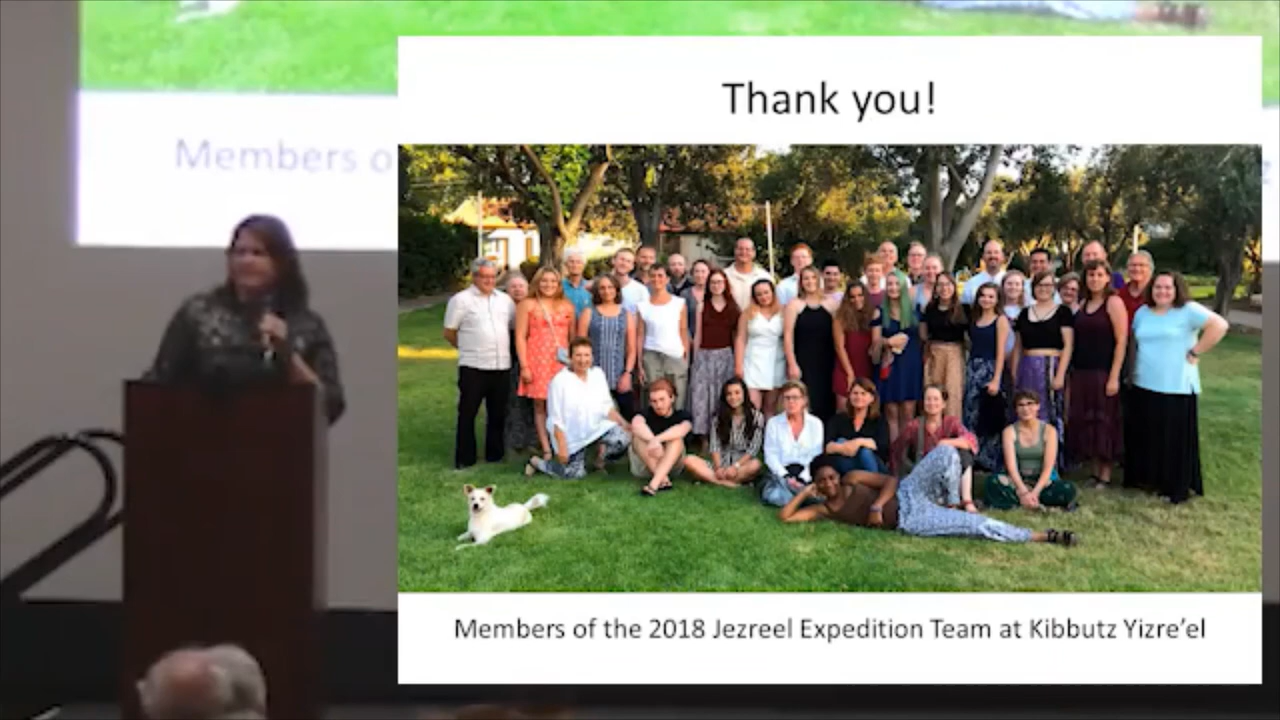 Thank you!
Members o
Members of the 2018 Jezreel Expedition Team at Kibbutz Yizre'el